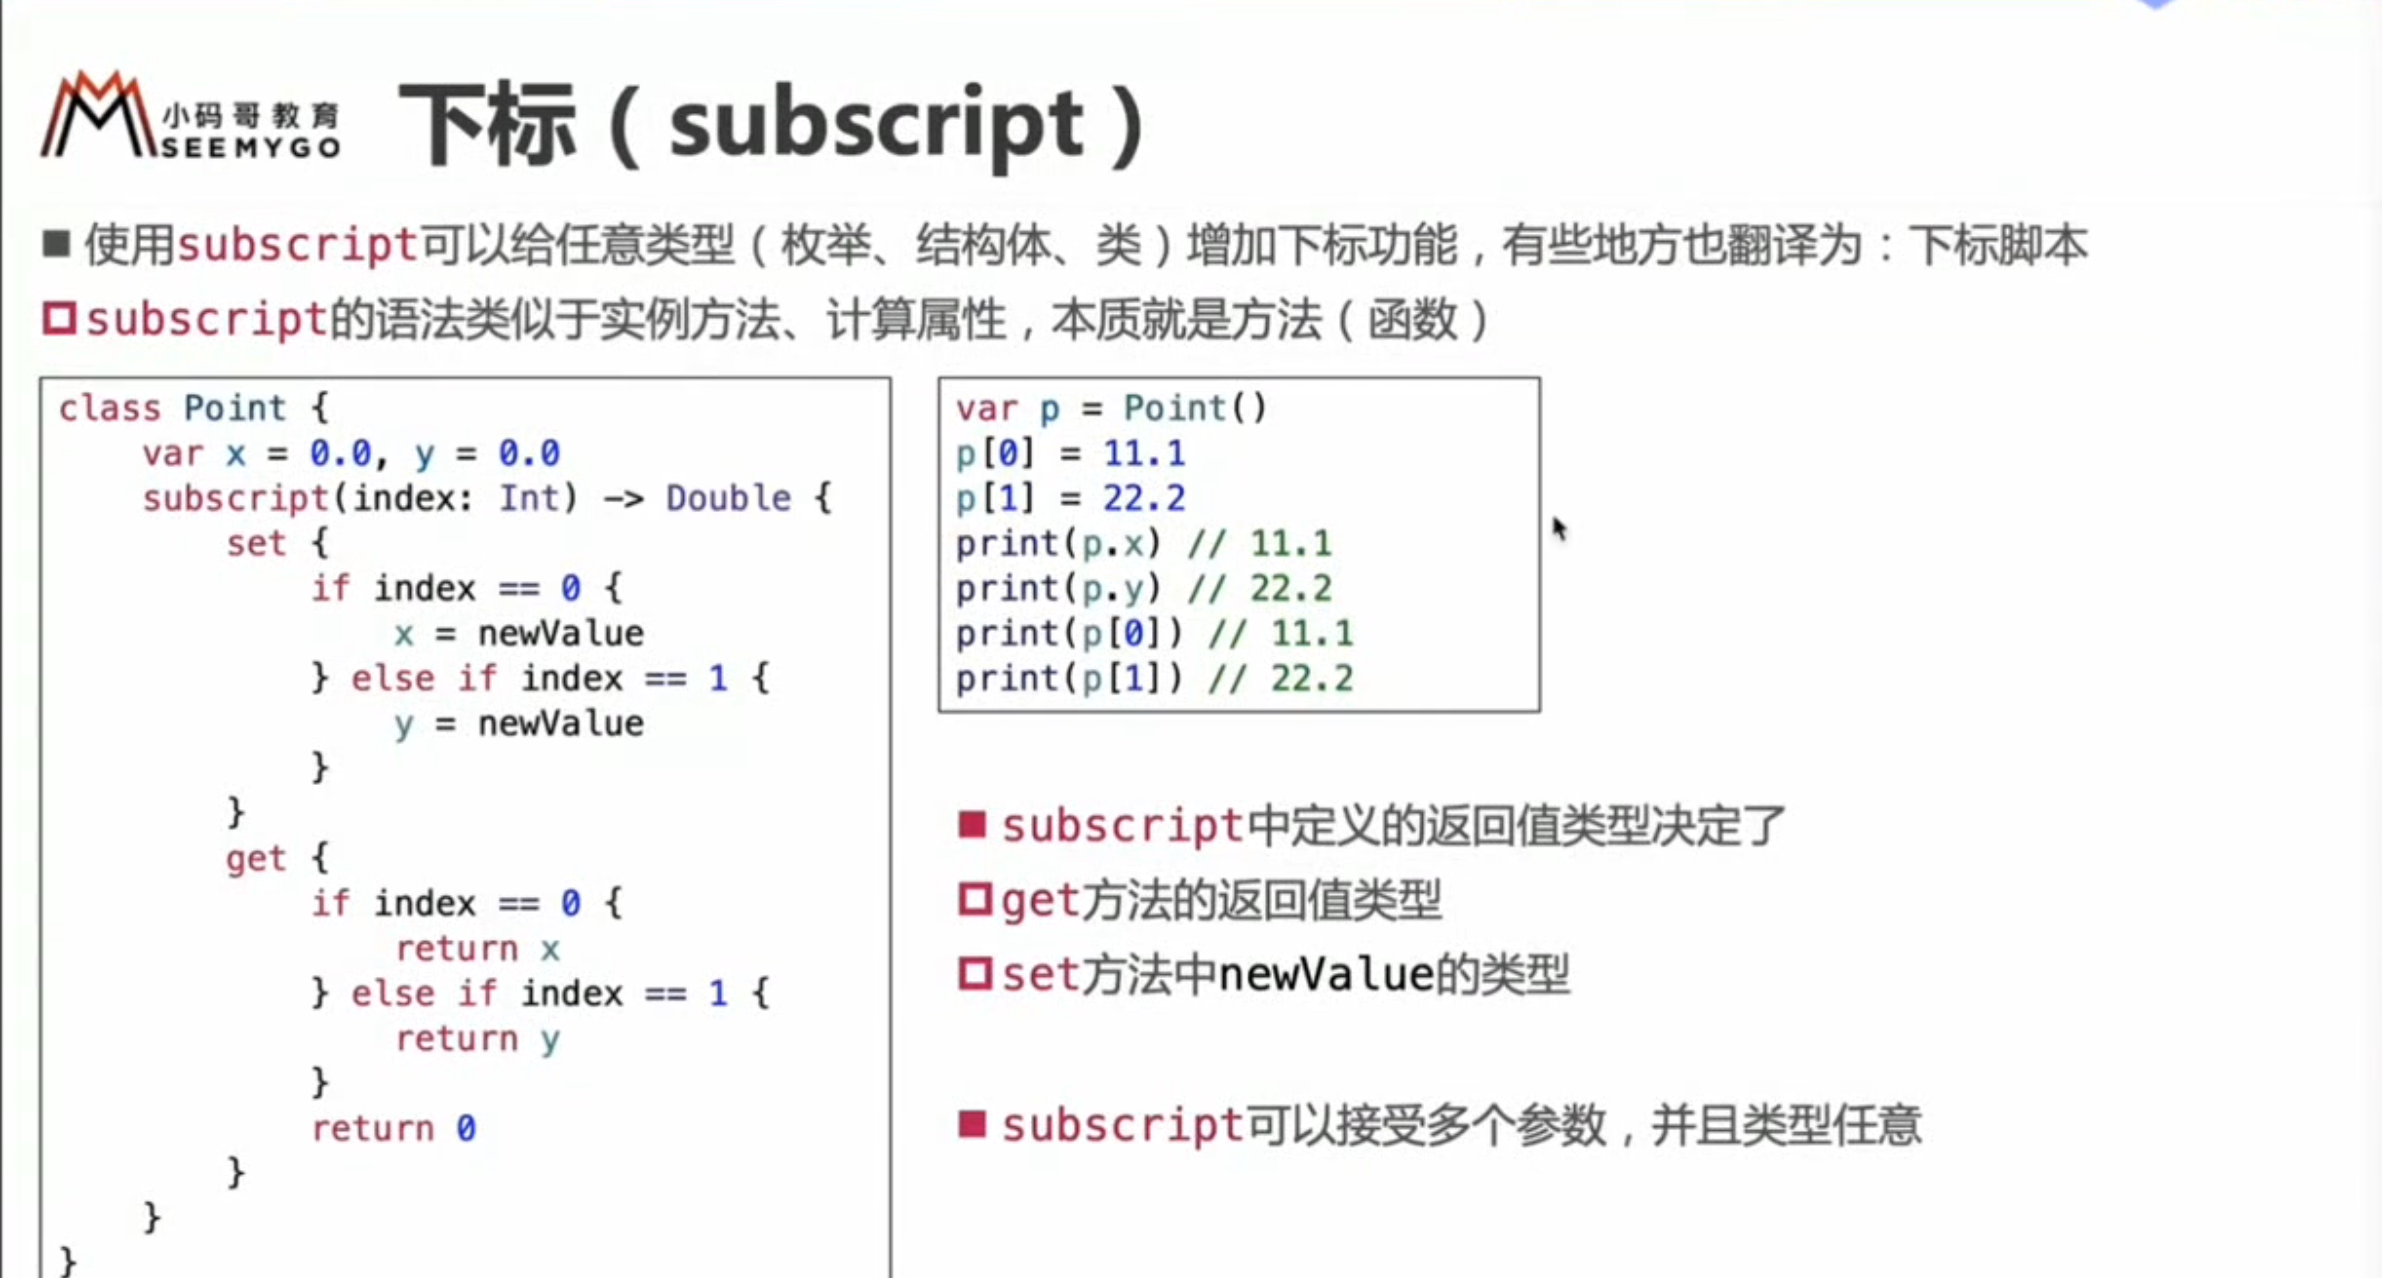 小码哥教育
SEEMYGO
下标（subscript）
使用subscript可以给任意类型（枚举、结构体、类）增加下标功能，有些地方也翻译为：下标脚本
subscript的语法类似于实例方法、计算属性，本质就是方法（函数）
class Point {
    var x = 0.0, y = 0.0
    subscript(index: Int) -> Double {
        set {
            if index == 0 {
                x = newValue
            } else if index == 1 {
                y = newValue
            }
        }
        get {
            if index == 0 {
                return x
            } else if index == 1 {
                return y
            }
            return 0
        }
    }
}
var p = Point()
p[0] = 11.1
p[1] = 22.2
print(p.x) // 11.1
print(p.y) // 22.2
print(p[0]) // 11.1
print(p[1]) // 22.2
subscript中定义的返回值类型决定了
get方法的返回值类型
set方法中newValue的类型
subscript可以接受多个参数，并且类型任意